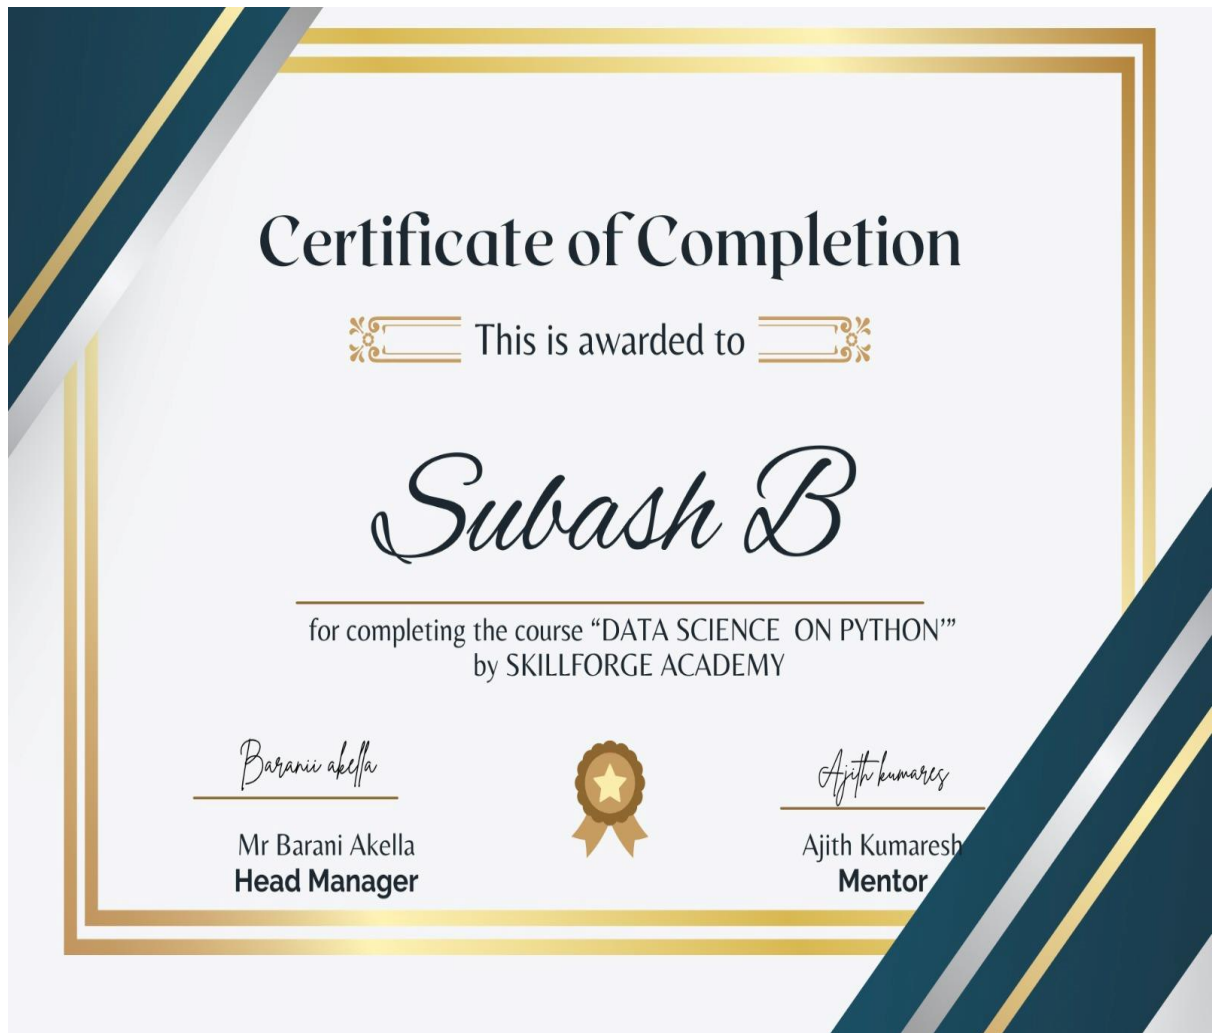 Certificate of Completion
This is awarded to
Subash B
for completing the course “DATA SCIENCE ON PYTHON’”
by SKILLFORGE ACADEMY
Baranii akella
Ajith kumares
Mr Barani Akella
Ajith Kumaresh
Head Manager
Mentor